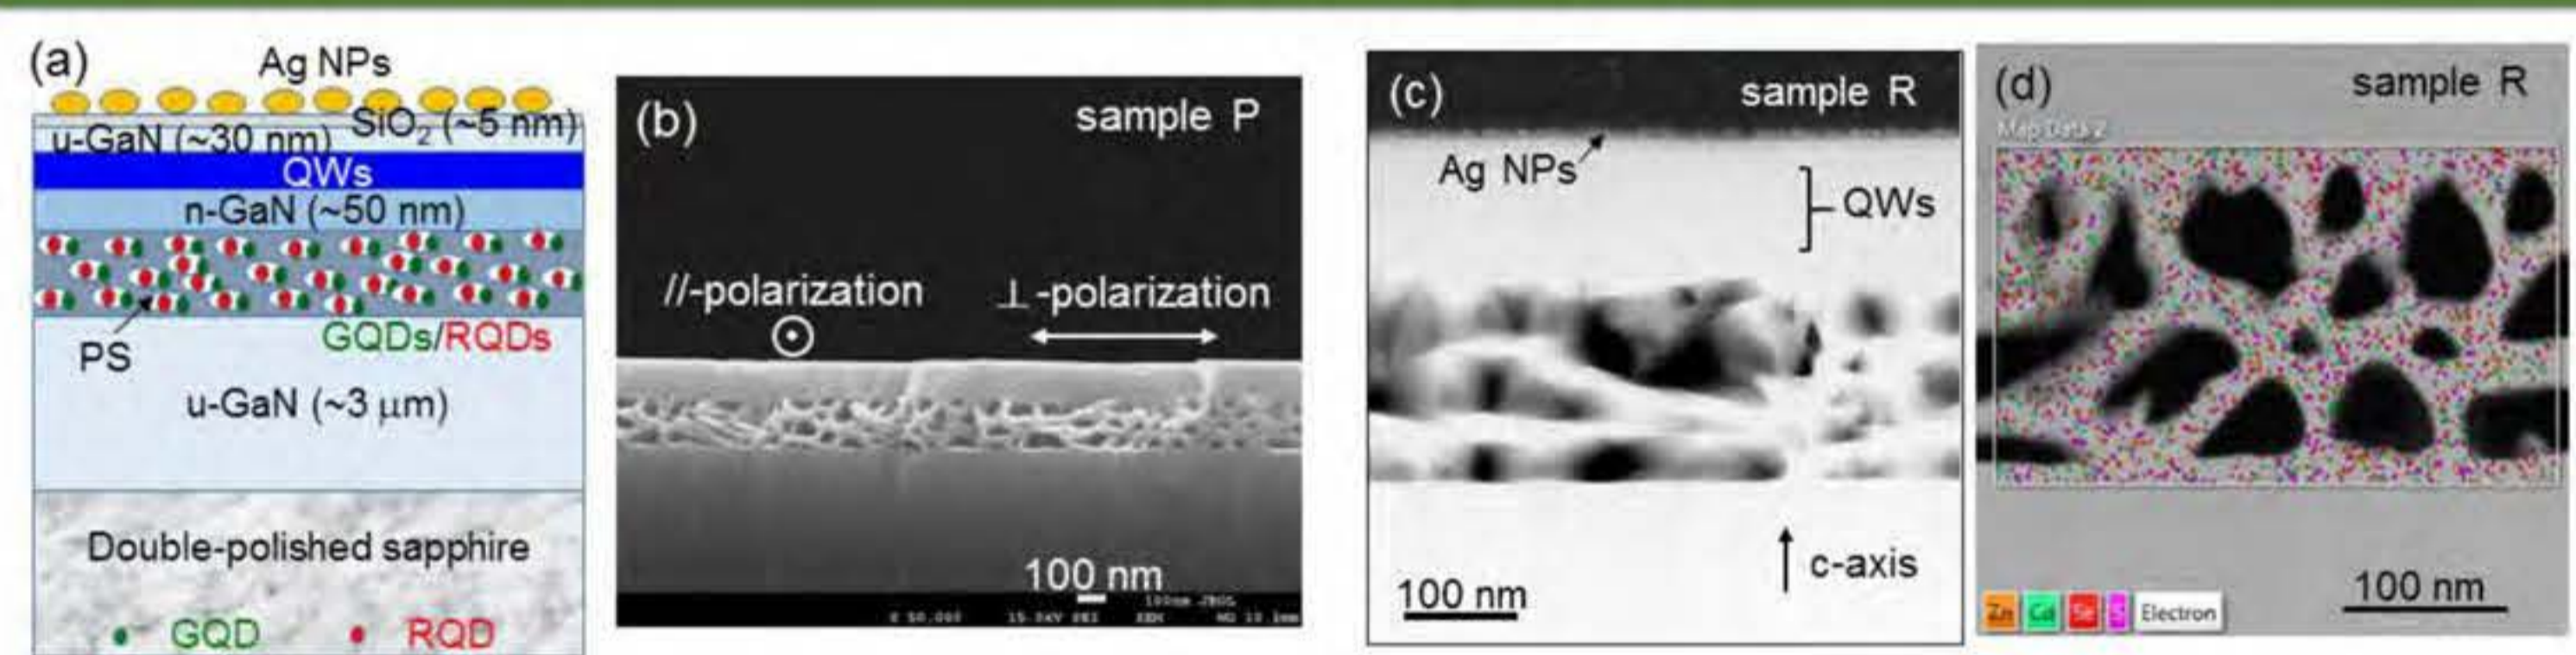 (a)
Ag NPs
SiO₂ (~5 nm)
u-GaN (~30 nm)
QWs
n-GaN (~50 nm)
PS
GQDs/RQDs
u-GaN (~3 μm)
Double-polished sapphire
GQD RQD
(b)
sample P
//-polarization
⊥-polarization
100 nm
(c)
sample R
Ag NPs
QWs
c-axis
100 nm
(d)
sample R
Map Data 2
100 nm
Zn Cd Se S Electron